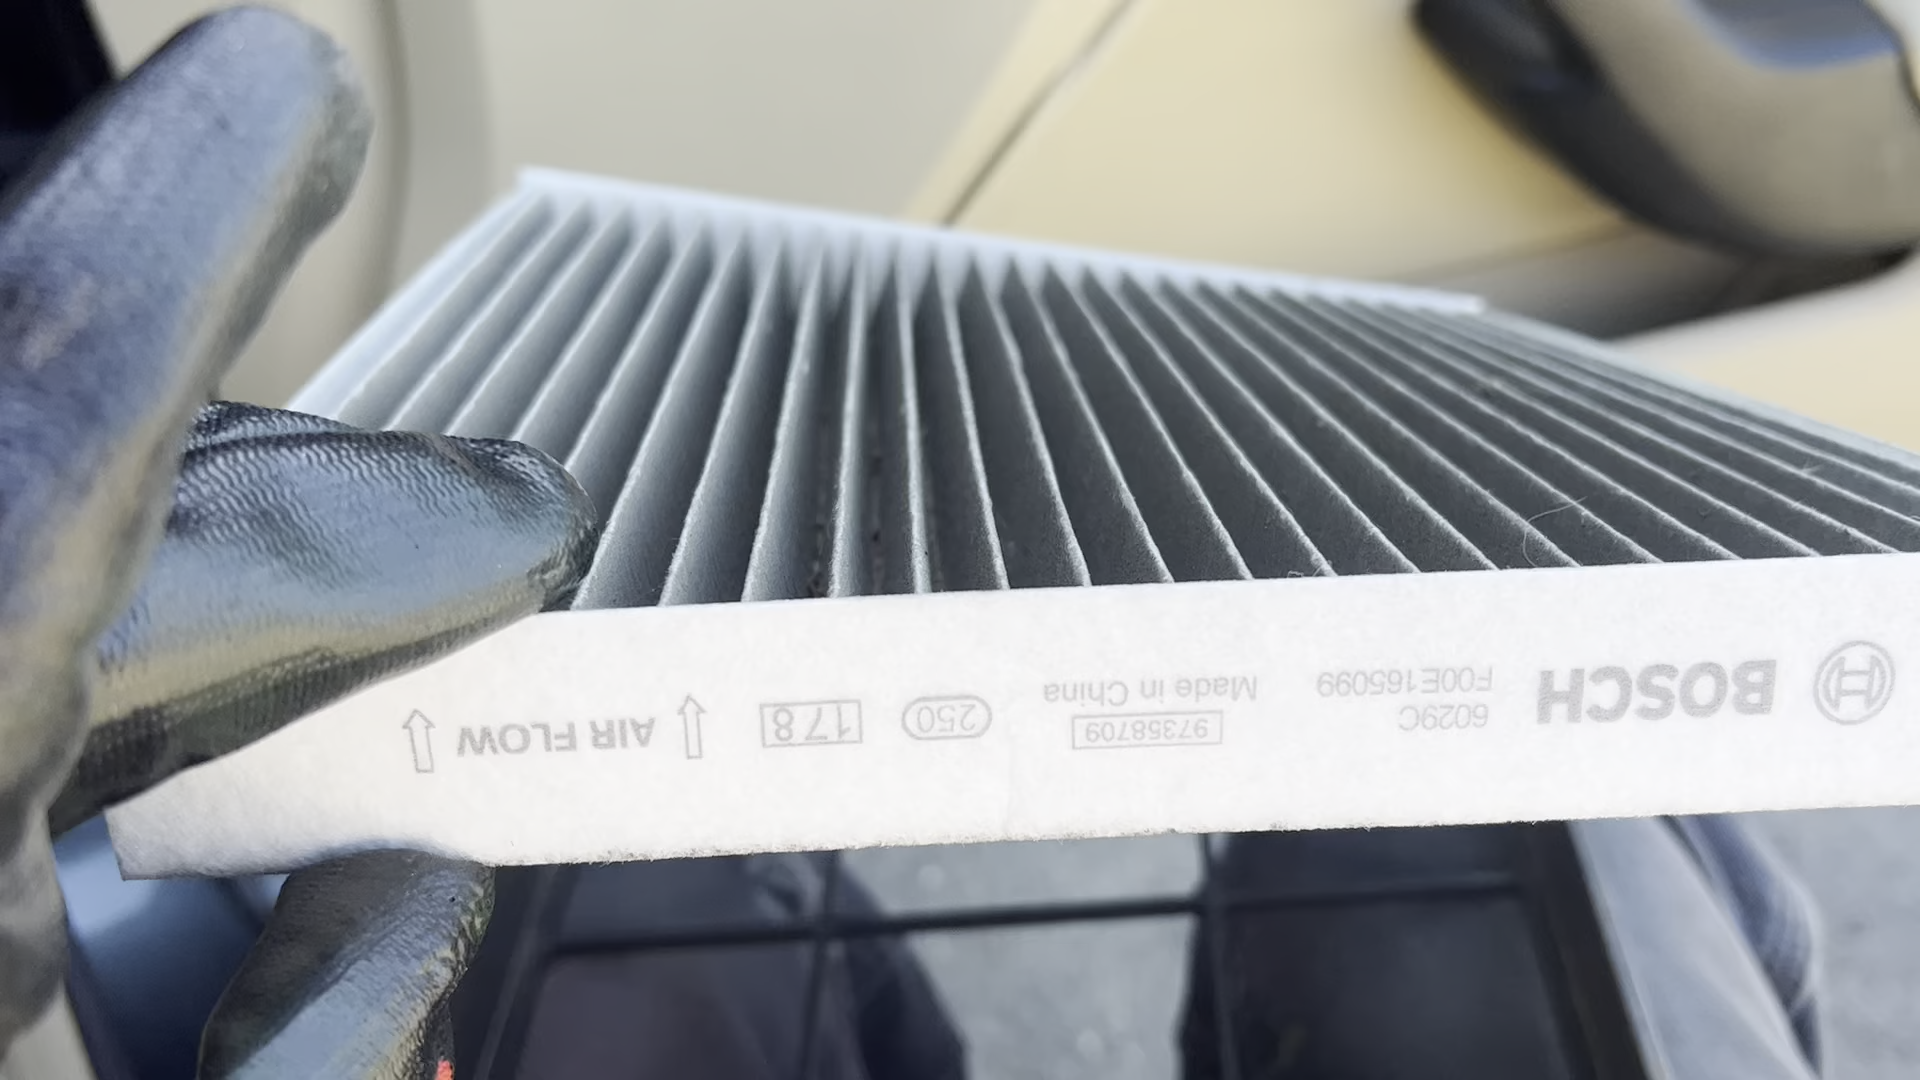 BOSCH
6029C
F00E165099
97358709
Made in China
250
178
AIR FLOW